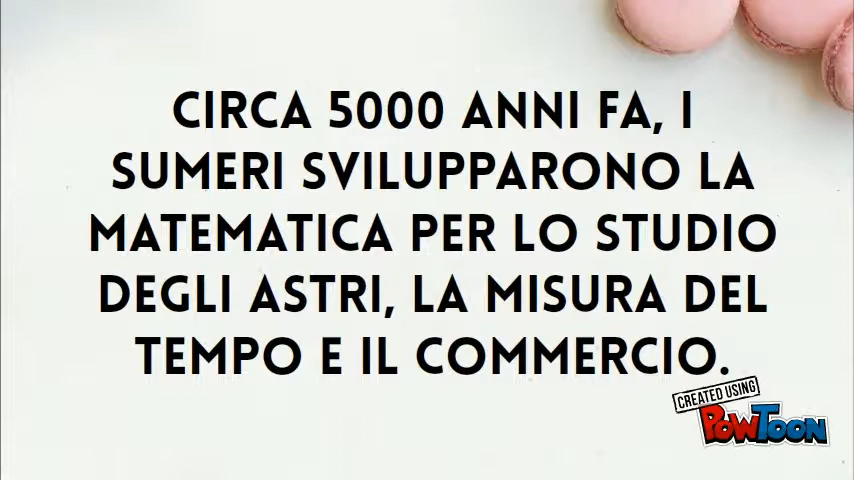 CIRCA 5000 ANNI FA, I
SUMERI SVILUPPARONO LA
MATEMATICA PER LO STUDIO
DEGLI ASTRI, LA MISURA DEL
TEMPO E IL COMMERCIO.
CREATED USING
POWTOON